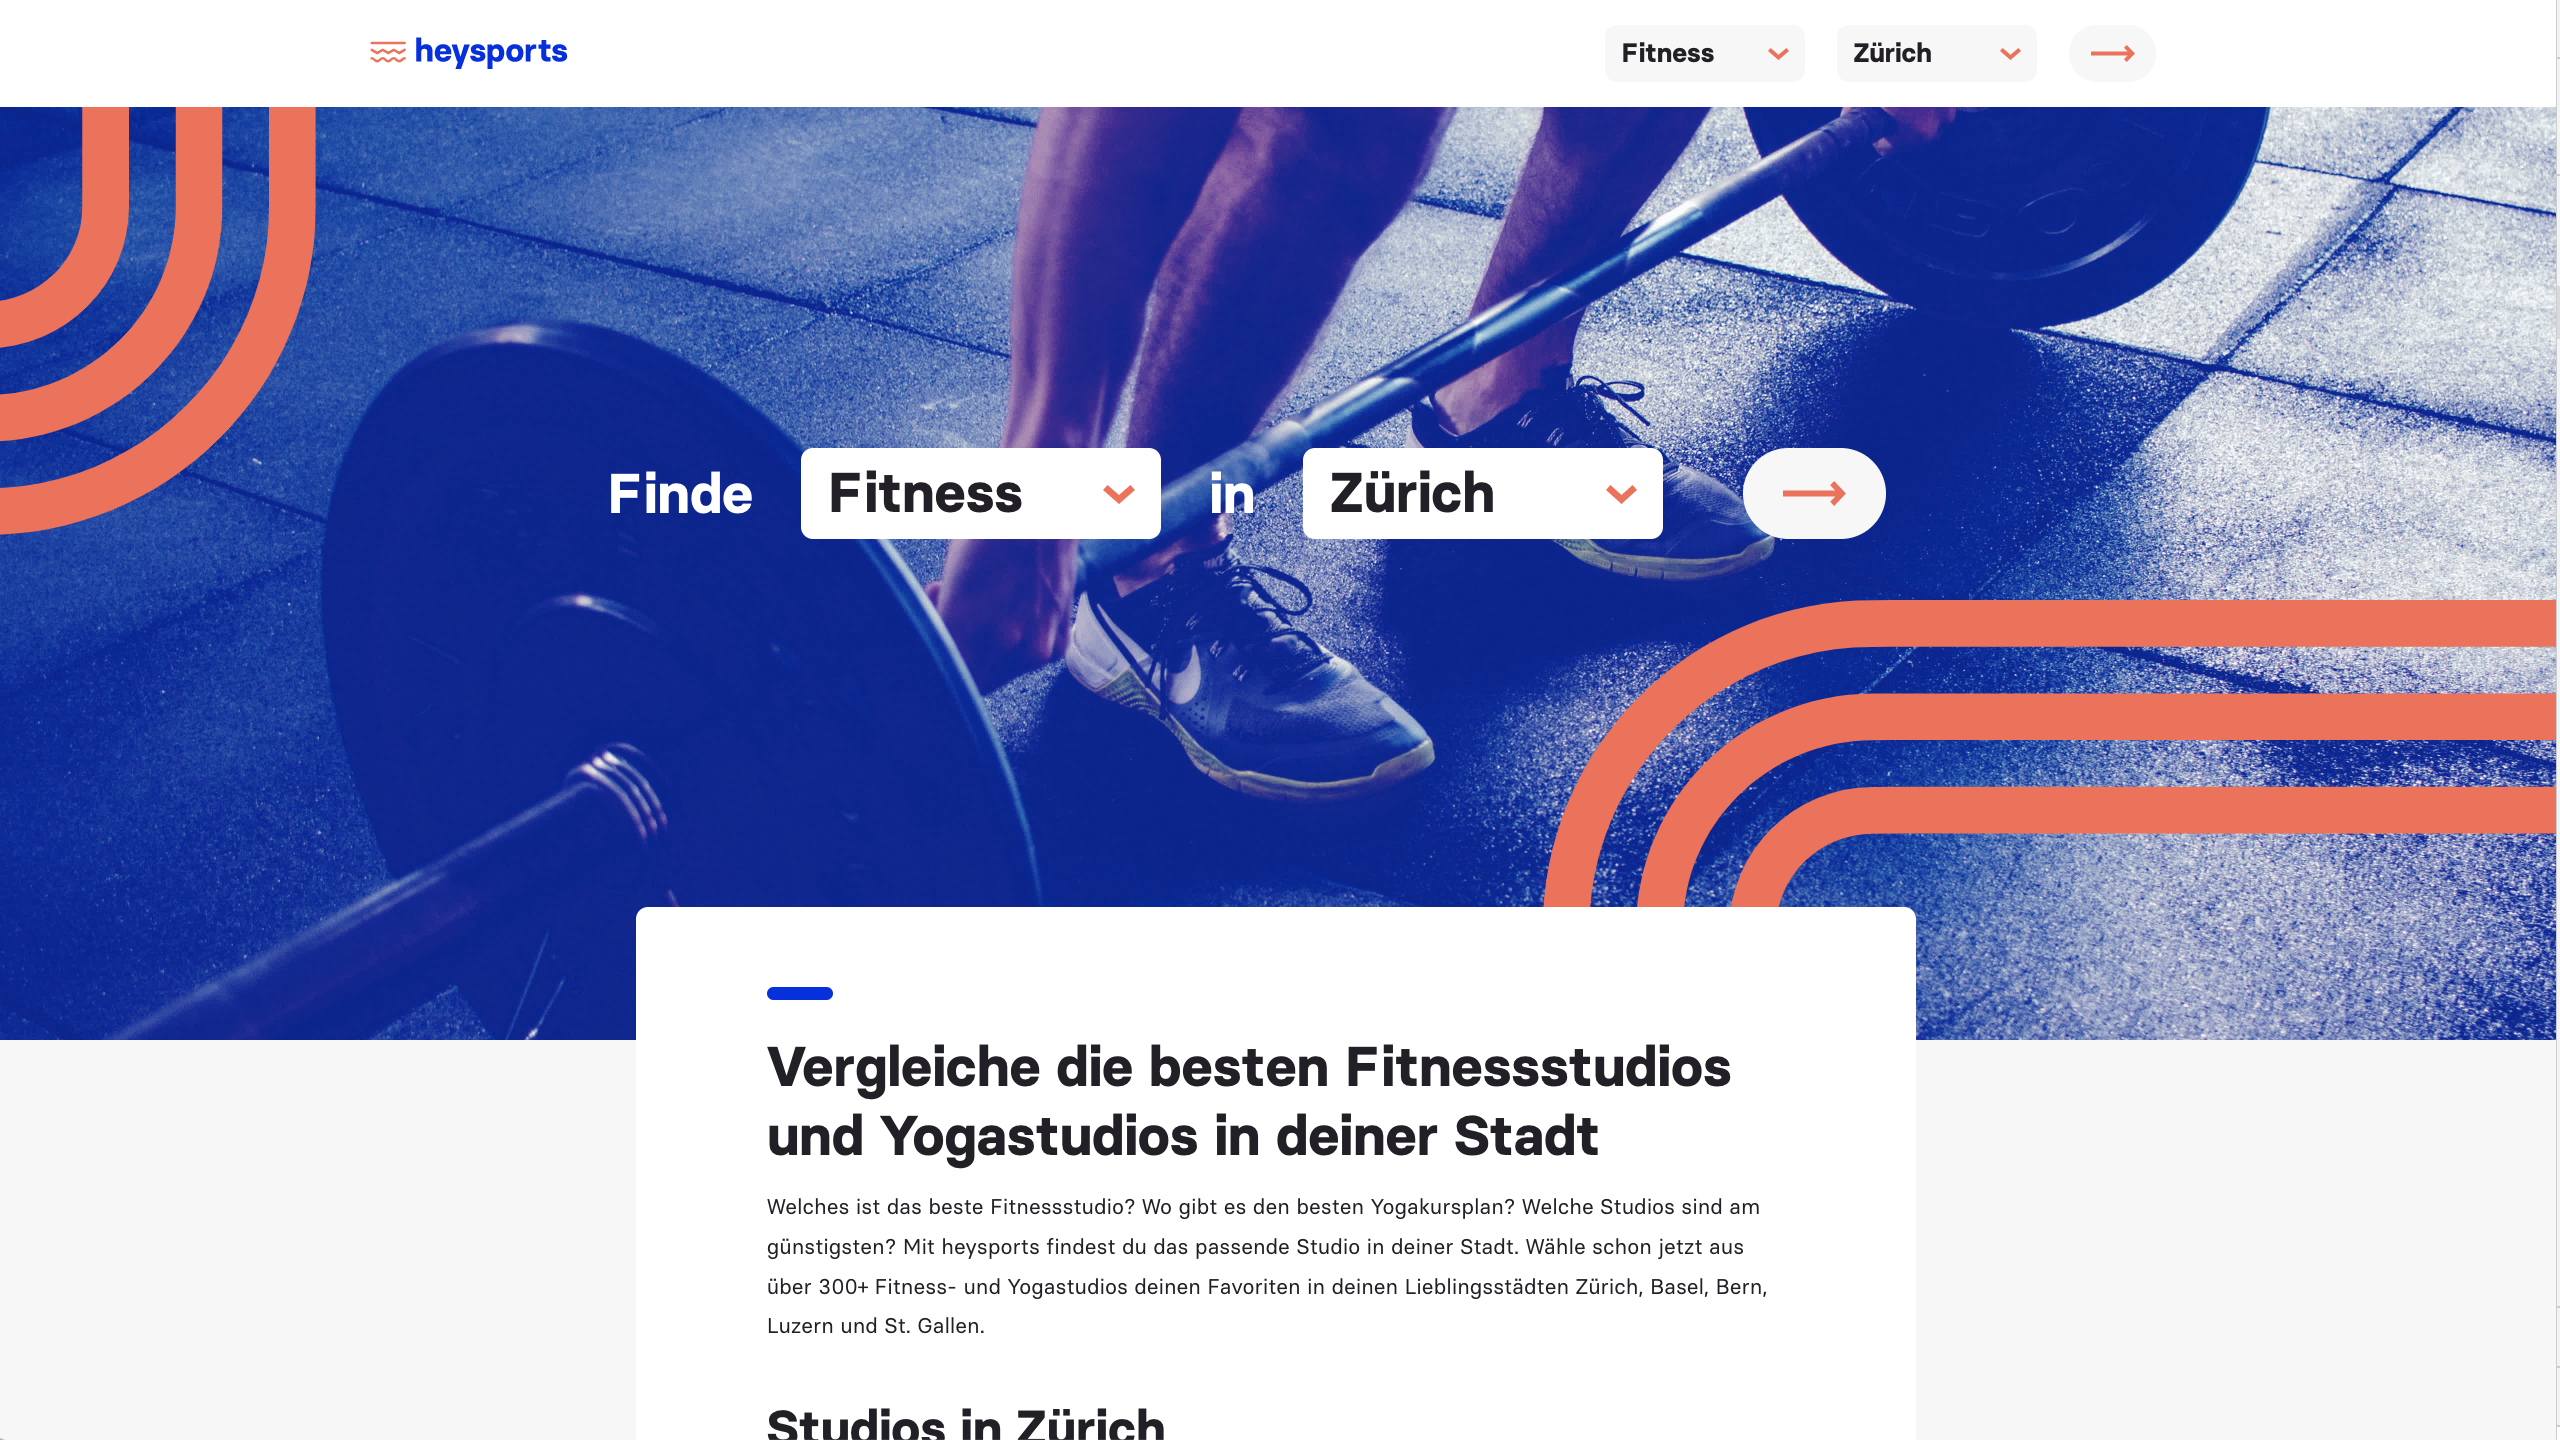 heysports
Fitness
Zürich
Finde
Fitness
in
Zürich
Vergleiche die besten Fitnessstudios
und Yogastudios in deiner Stadt
Welches ist das beste Fitnessstudio? Wo gibt es den besten Yogakursplan? Welche Studios sind am
günstigsten? Mit heysports findest du das passende Studio in deiner Stadt. Wähle schon jetzt aus
über 300+ Fitness- und Yogastudios deinen Favoriten in deinen Lieblingsstädten Zürich, Basel, Bern,
Luzern und St. Gallen.
Studios in Zürich